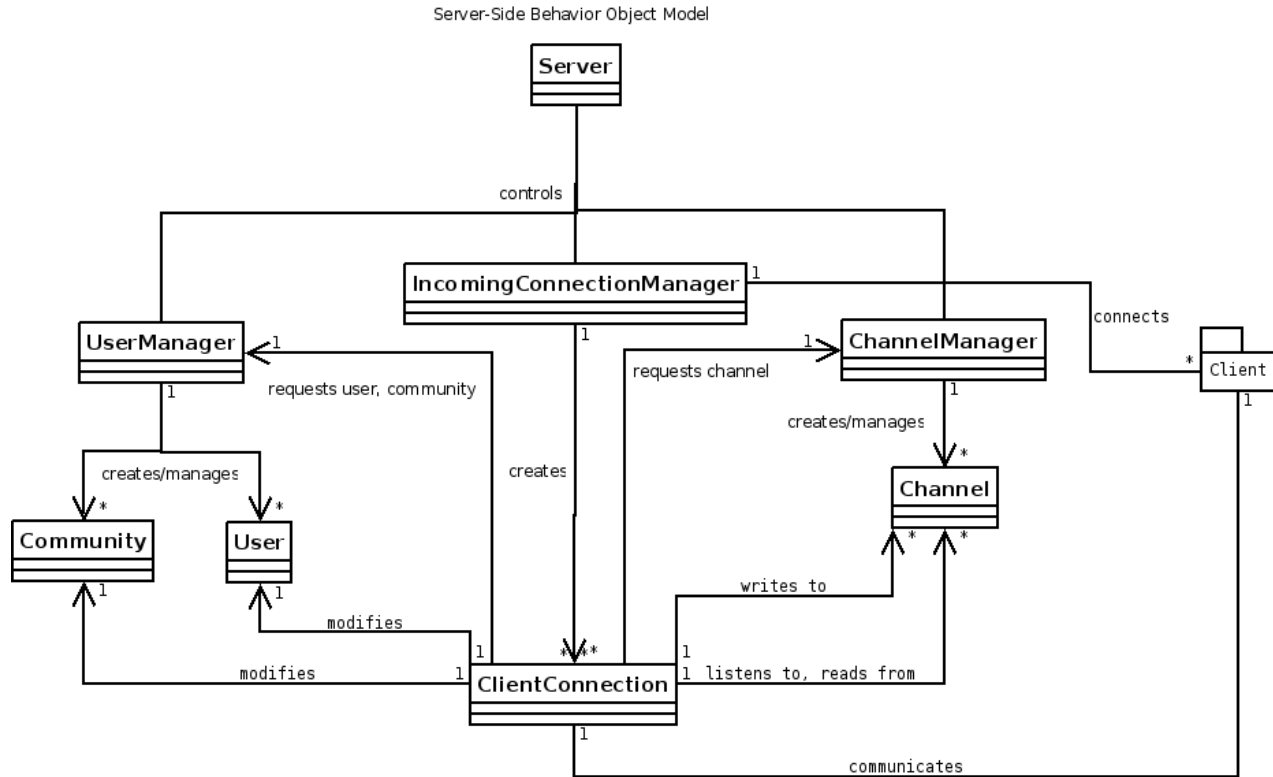 Server-Side Behavior Object Model
Server
controls
IncomingConnectionManager
1
1
connects
UserManager
1
requests user, community
1
ChannelManager
requests channel
*
Client
1
1
1
creates/manages
creates/manages
*
*
creates
*
Community
User
Channel
1
1
*
*
writes to
modifies
1
***
1
modifies
1
ClientConnection
1
listens to, reads from
1
communicates